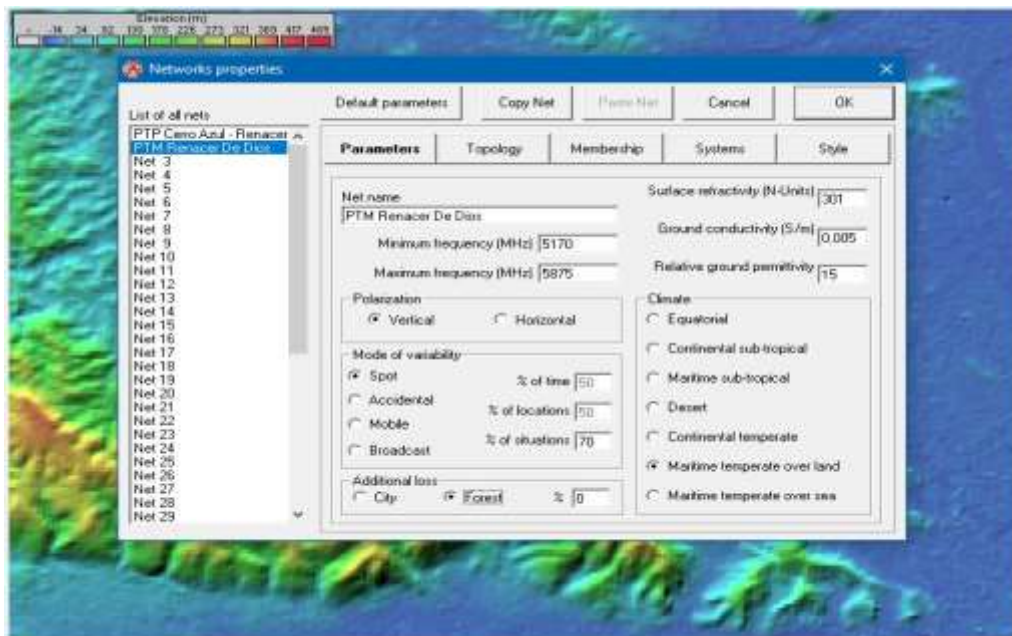 Elevation (m)
Networks properties
List of all nets
PTP Cerro Azul - Renacer
PTM Renacer De Dios
Net 3
Net 4
Net 5
Net 6
Net 7
Net 8
Net 9
Net 10
Net 11
Net 12
Net 13
Net 14
Net 15
Net 16
Net 17
Net 18
Net 19
Net 20
Net 21
Net 22
Net 23
Net 24
Net 25
Net 26
Net 27
Net 28
Net 29
Default parameters Copy Net Paste Net Cancel OK
Parameters Topology Membership Systems Style
Net name
PTM Renacer De Dios
Minimum frequency (MHz) 5170
Maximum frequency (MHz) 5875
Polarization
Vertical Horizontal
Mode of variability
Spot % of time 50
Accidental
% of locations 50
Mobile
% of situations 70
Broadcast
Additional loss
City Forest % 0
Surface refractivity (N-Units) 301
Ground conductivity (S/m) 0,005
Relative ground permittivity 15
Climate
Equatorial
Continental sub-tropical
Maritime sub-tropical
Desert
Continental temperate
Maritime temperate over land
Maritime temperate over sea